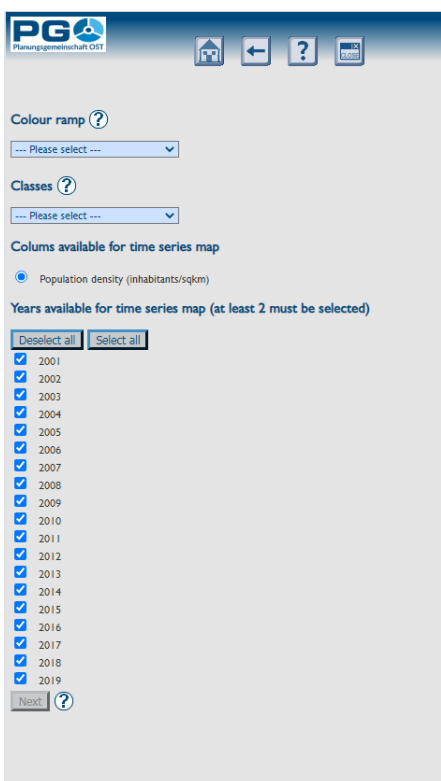 PGO
Planungsgemeinschaft OST
?
X
CLOSE
Colour ramp ?
--- Please select ---
Classes ?
--- Please select ---
Colums available for time series map
Population density (inhabitants/sqkm)
Years available for time series map (at least 2 must be selected)
Deselect all Select all
2001
2002
2003
2004
2005
2006
2007
2008
2009
2010
2011
2012
2013
2014
2015
2016
2017
2018
2019
Next ?